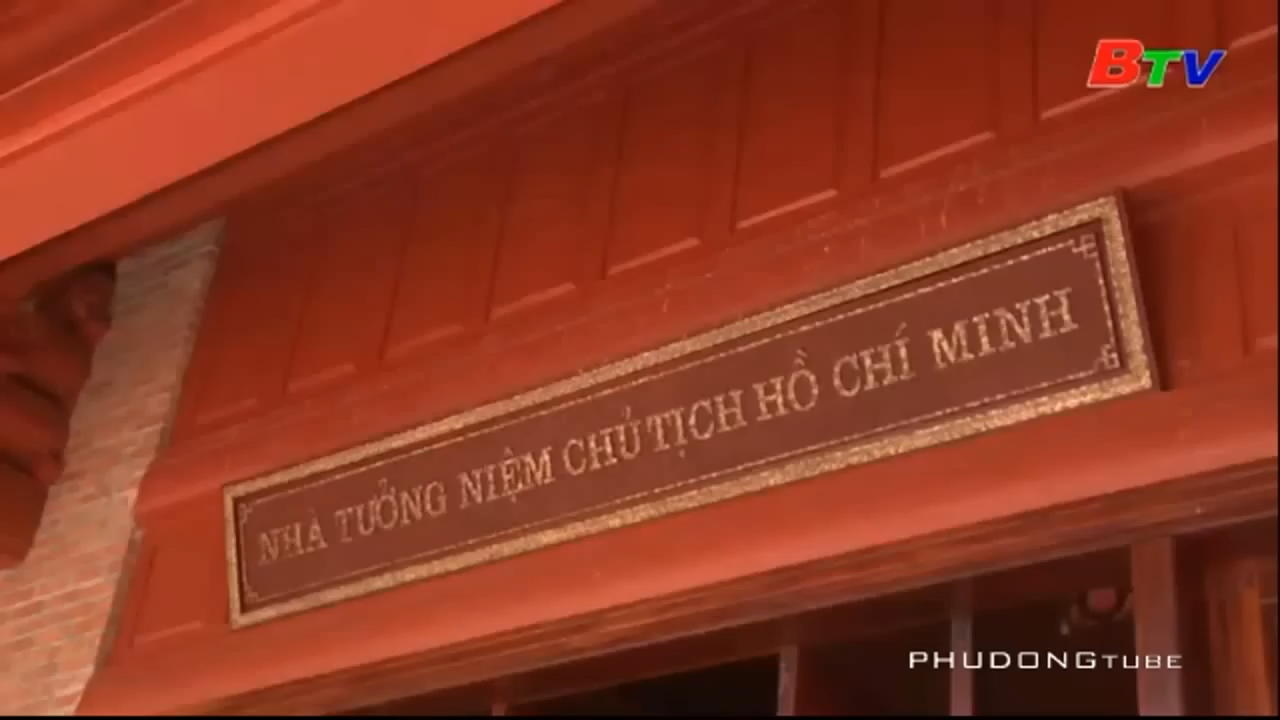 BTV
NHÀ TƯỞNG NIỆM CHỦ TỊCH HỒ CHÍ MINH
PHUDONGTUBE